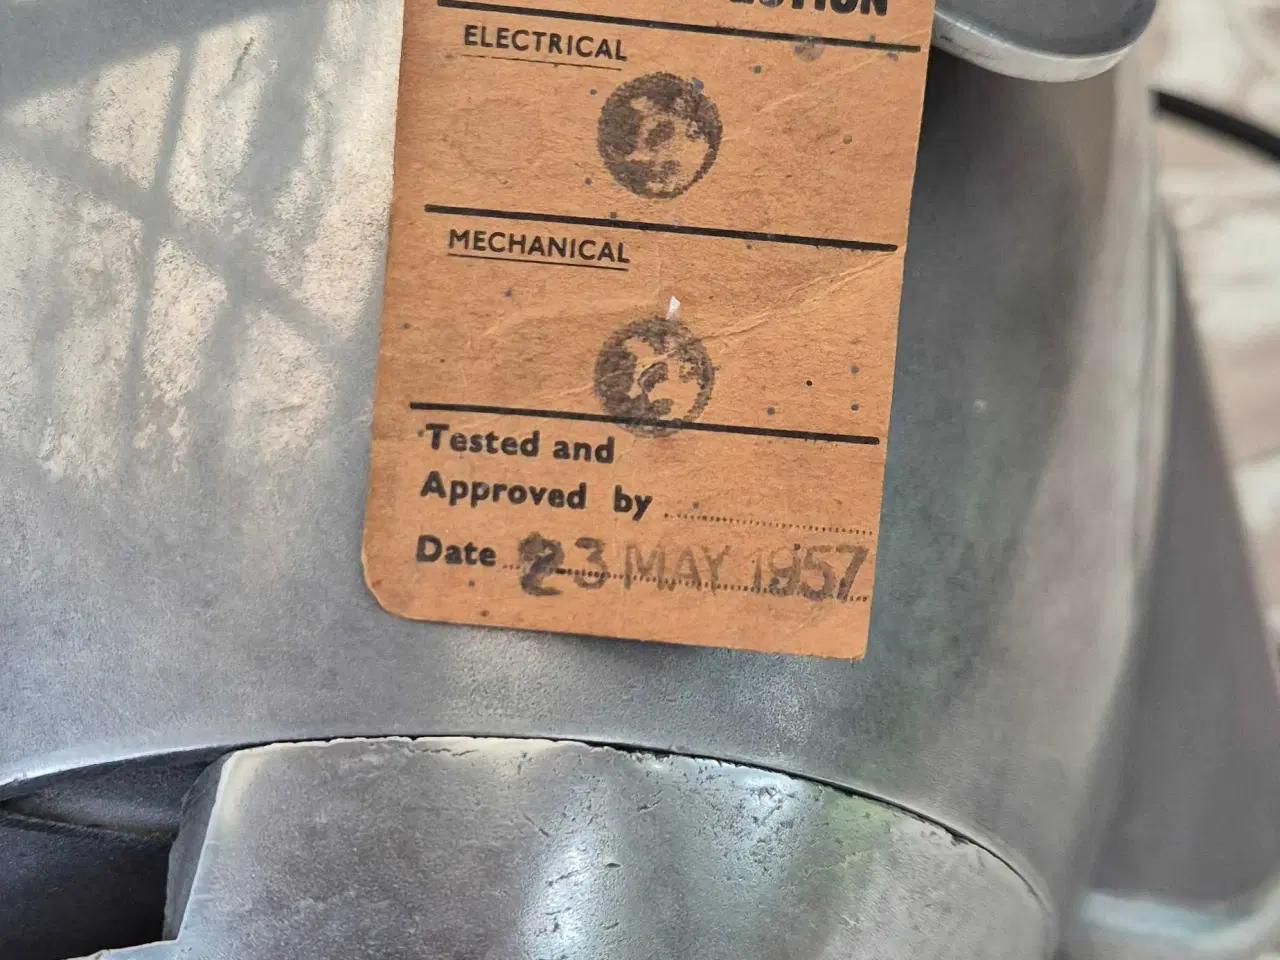 ELECTRICAL
MECHANICAL
Tested and
Approved by
Date 23 MAY 1957